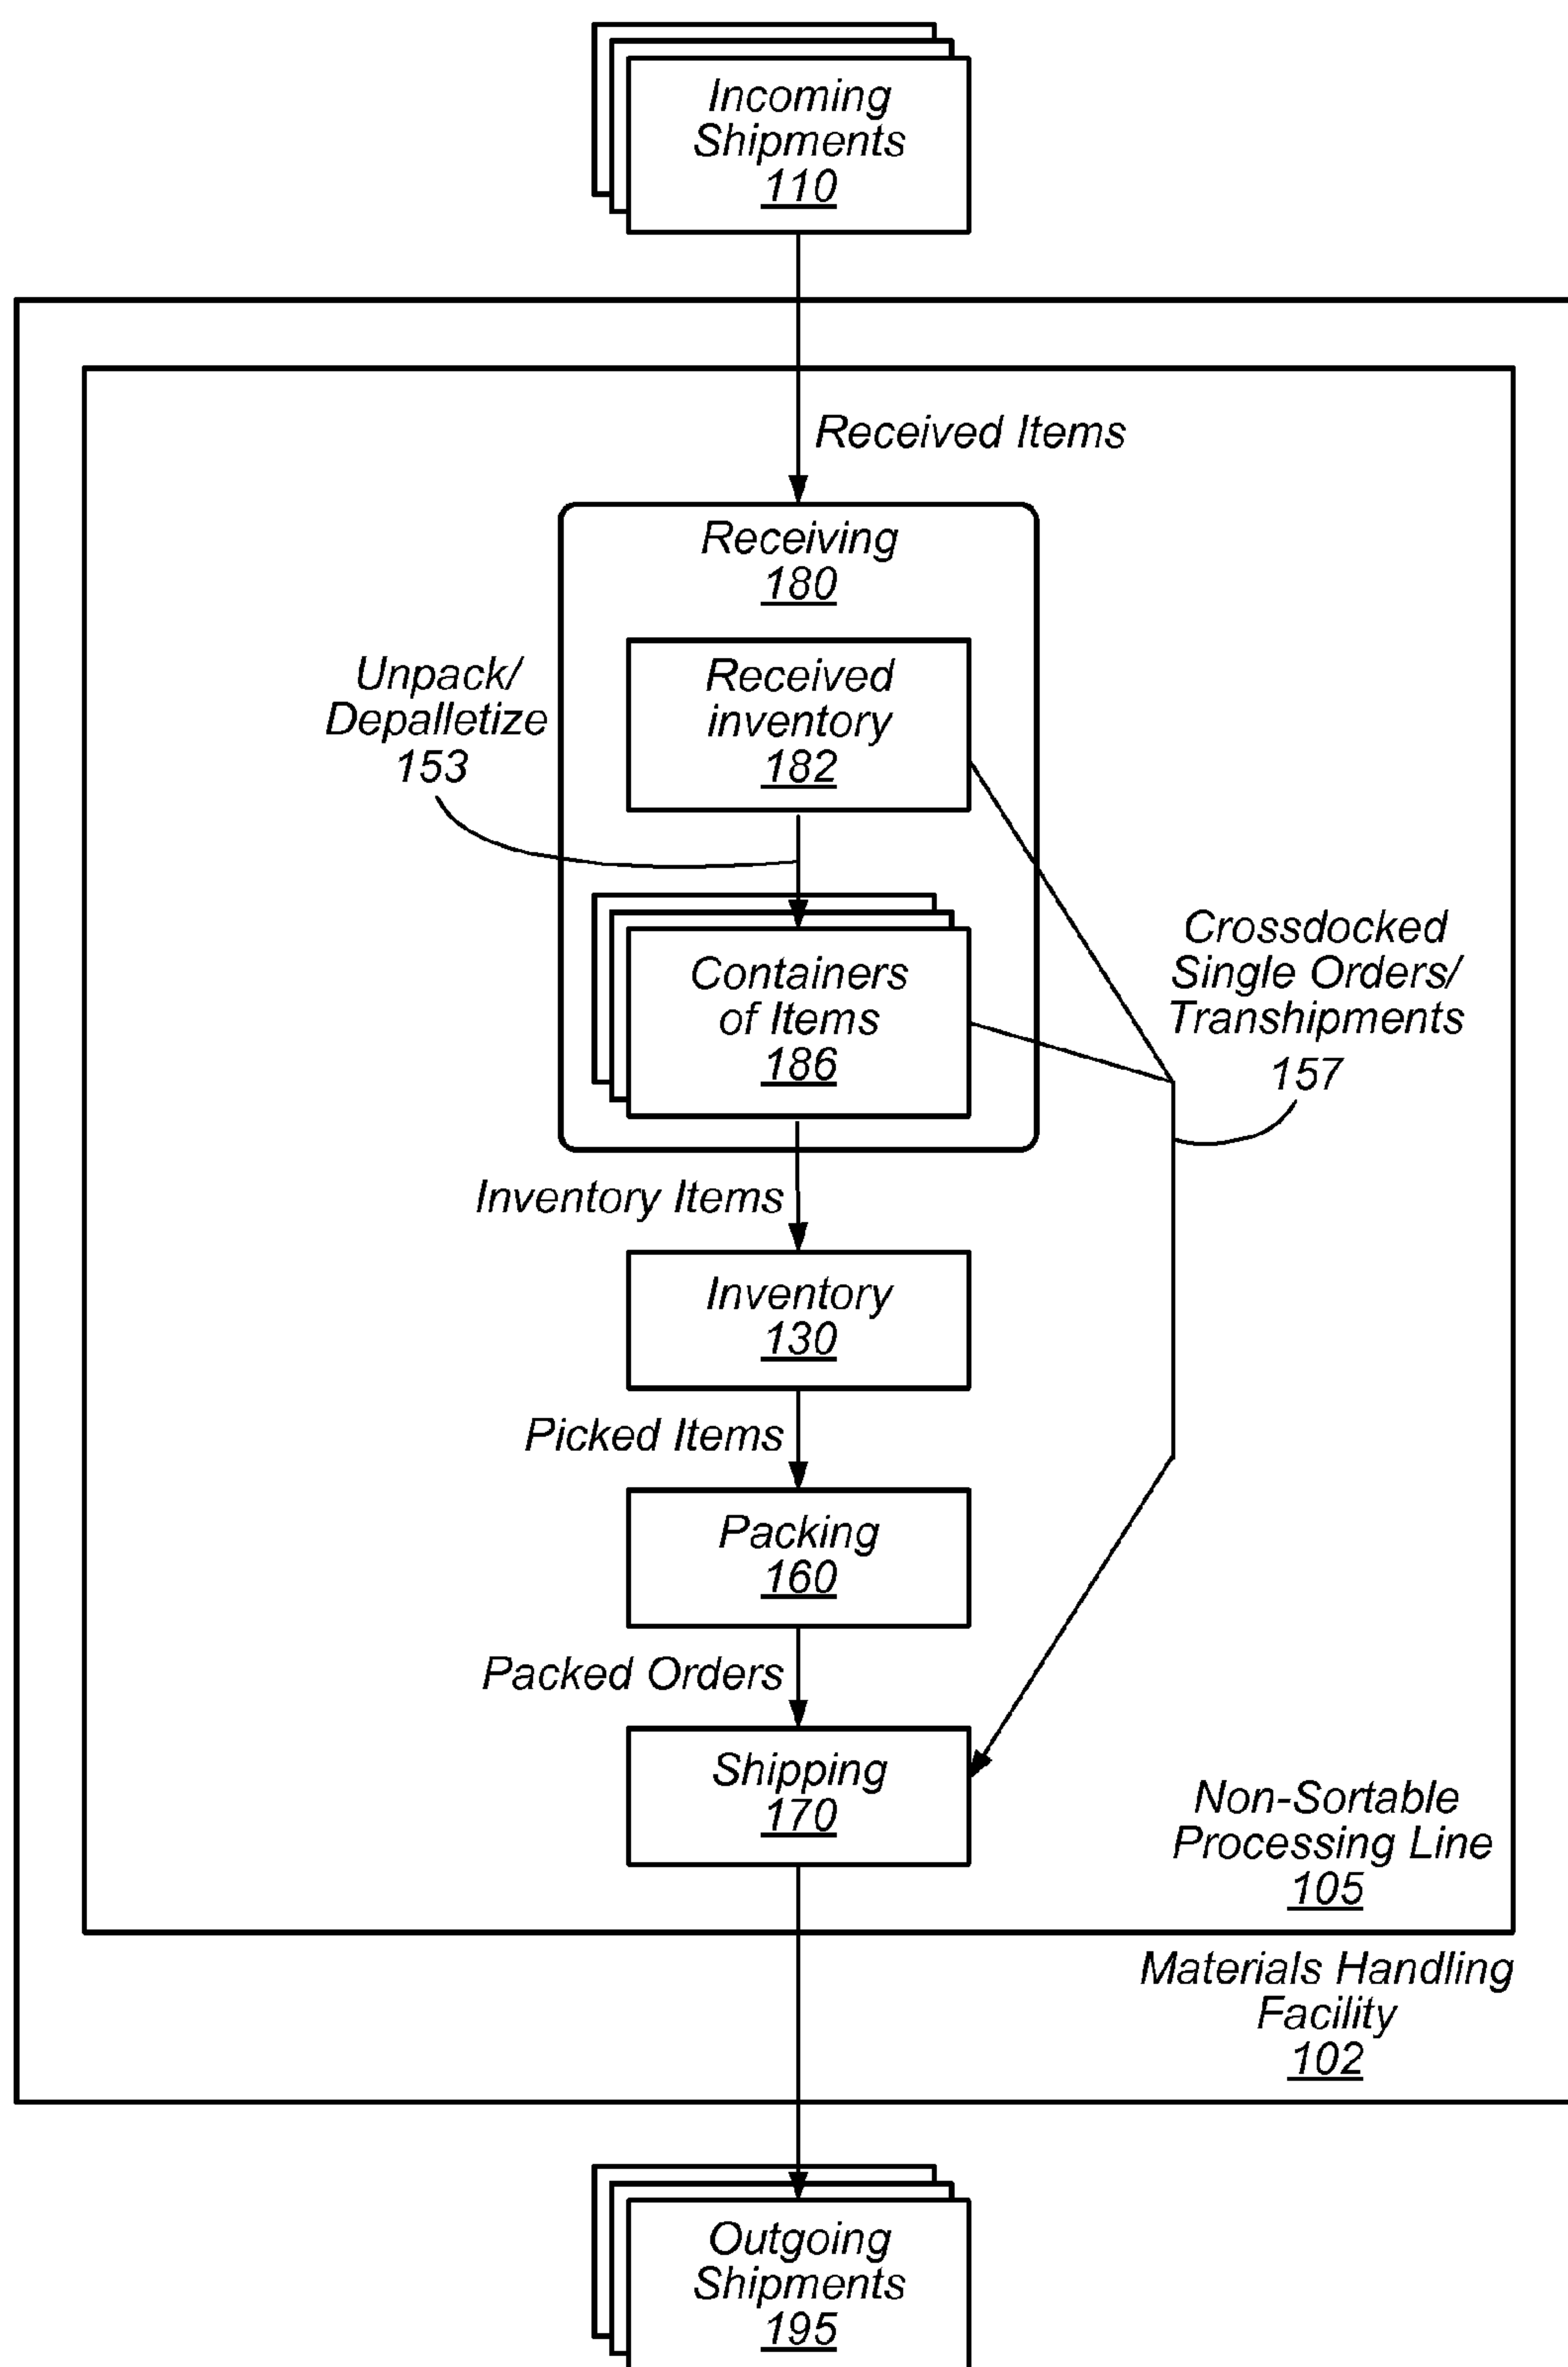 Incoming
Shipments
110
Received Items
Receiving
180
Unpack/
Depalletize
153
Received
inventory
182
Crossdocked
Single Orders/
Transhipments
157
Containers
of Items
186
Inventory Items
Inventory
130
Picked Items
Packing
160
Packed Orders
Shipping
170
Non-Sortable
Processing Line
105
Materials Handling
Facility
102
Outgoing
Shipments
195